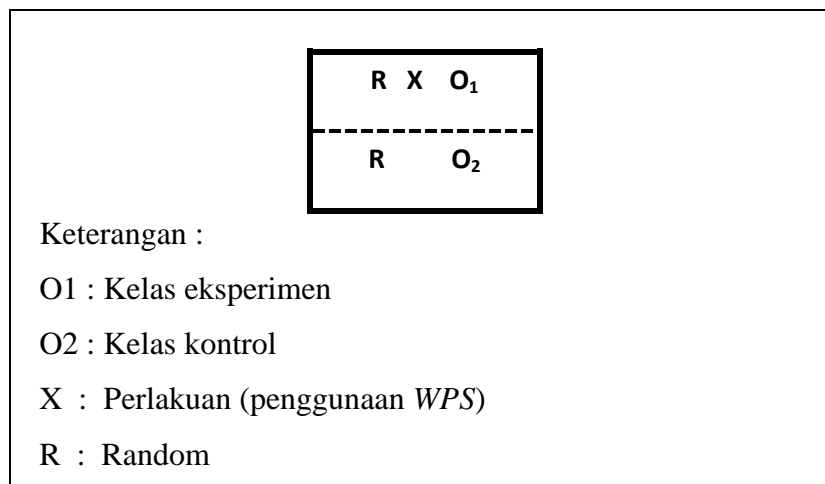 R X O₁
R O₂
Keterangan :
O1 : Kelas eksperimen
O2 : Kelas kontrol
X : Perlakuan (penggunaan WPS)
R : Random